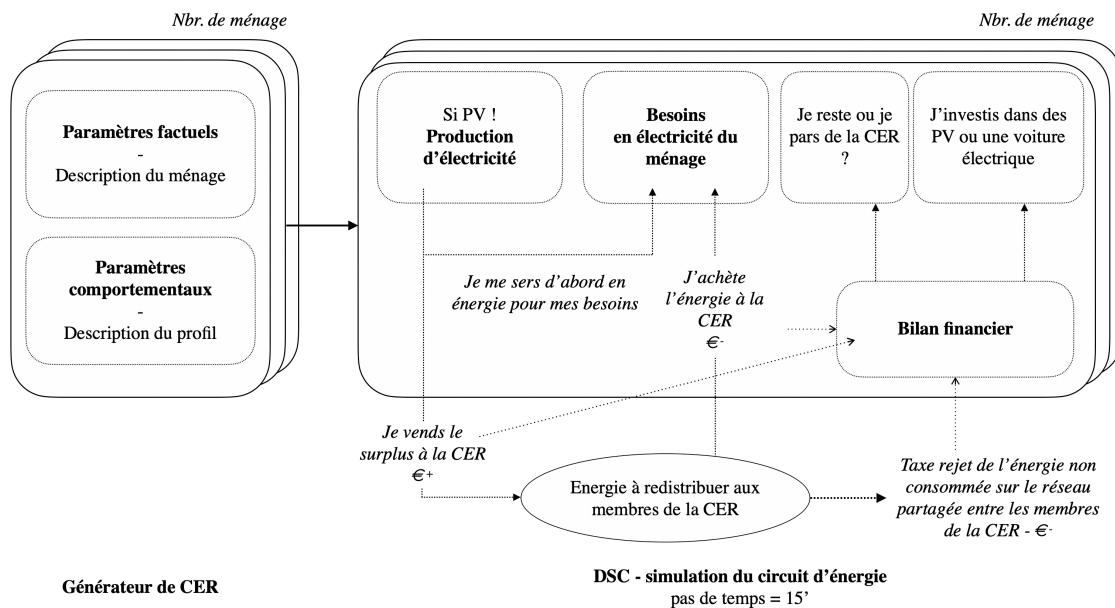 Nbr. de ménage
Paramètres factuels
-
Description du ménage
Paramètres
comportementaux
-
Description du profil
Générateur de CER
Nbr. de ménage
Si PV !
Production
d'électricité
Besoins
en électricité du
ménage
Je reste ou je
pars de la CER
?
J'investis dans des
PV ou une voiture
électrique
Je me sers d'abord en
énergie pour mes besoins
J'achète
l'énergie à la
CER
€-
Bilan financier
Je vends le
surplus à la CER
€+
Energie à redistribuer aux
membres de la CER
Taxe rejet de l'énergie non
consommée sur le réseau
partagée entre les membres
de la CER - €-
DSC - simulation du circuit d'énergie
pas de temps = 15'